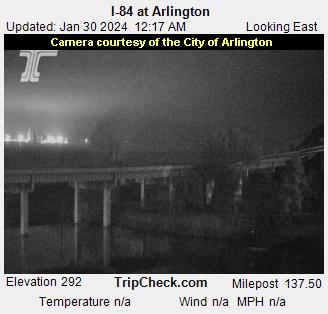 I-84 at Arlington
Updated: Jan 30 2024 12:17 AM Looking East
Camera courtesy of the City of Arlington
Elevation 292 TripCheck.com Milepost 137.50
Temperature n/a Wind n/a MPH n/a